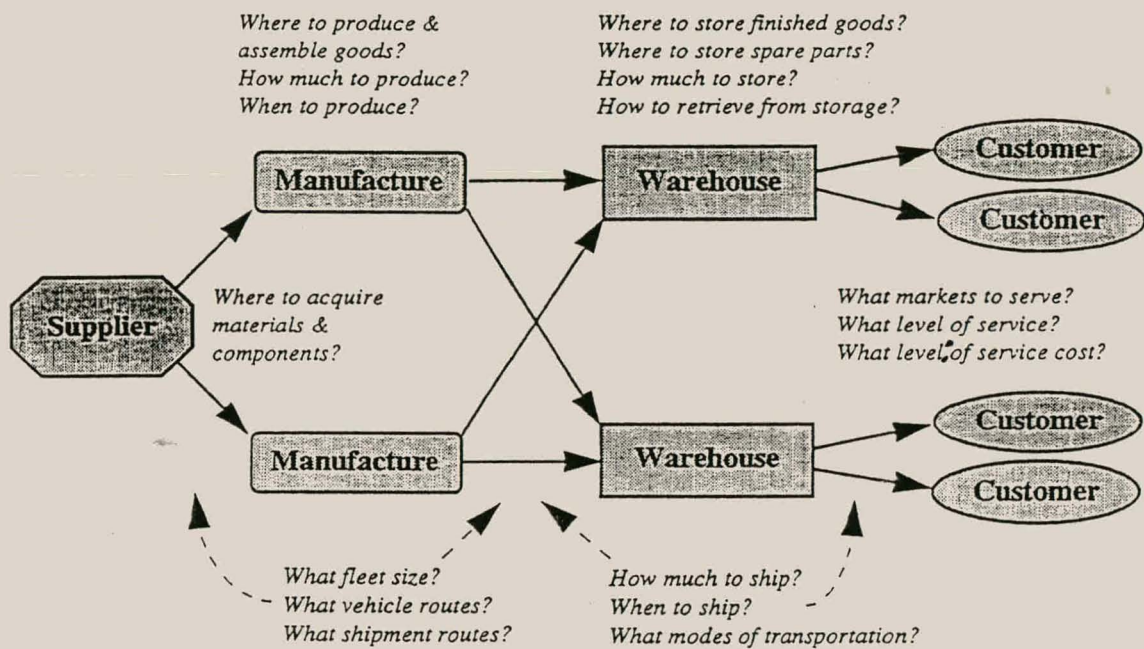 Where to produce &
assemble goods?
How much to produce?
When to produce?
Where to store finished goods?
Where to store spare parts?
How much to store?
How to retrieve from storage?
Manufacture
Warehouse
Customer
Customer
Supplier
Where to acquire
materials &
components?
What markets to serve?
What level of service?
What level of service cost?
Manufacture
Warehouse
Customer
Customer
What fleet size?
What vehicle routes?
What shipment routes?
How much to ship?
When to ship?
What modes of transportation?